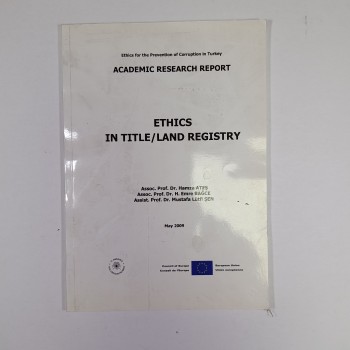 Ethics for the Prevention of Corruption in Turkey
ACADEMIC RESEARCH REPORT
ETHICS
IN TITLE/LAND REGISTRY
Assoc. Prof. Dr. Hamza ATEŞ
Assoc. Prof. Dr. H. Emre BAĞCE
Assist. Prof. Dr. Mustafa Lütfi ŞEN
May 2009
Council of Europe
Conseil de l'Europe
European Union
Union européenne